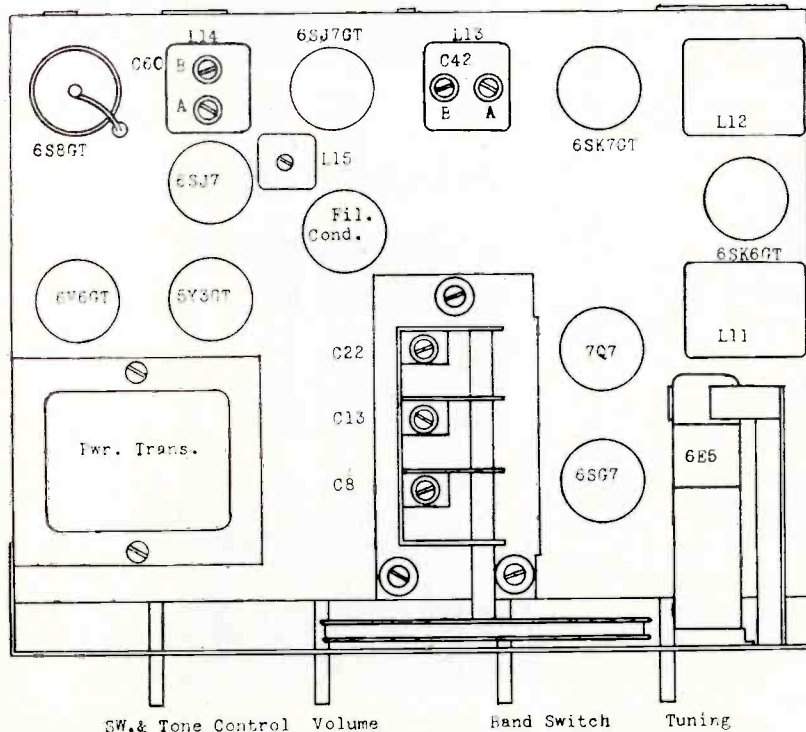 L14
6SJ7GT
L13
C60
B
C42
A
B
A
L12
6S8GT
6SK7GT
L15
6SJ7
Fil.
Cond.
6SK6GT
6V6GT
5Y3GT
L11
C22
7Q7
C13
Pwr. Trans.
6E5
C8
6SG7
SW.& Tone Control
Volume
Band Switch
Tuning